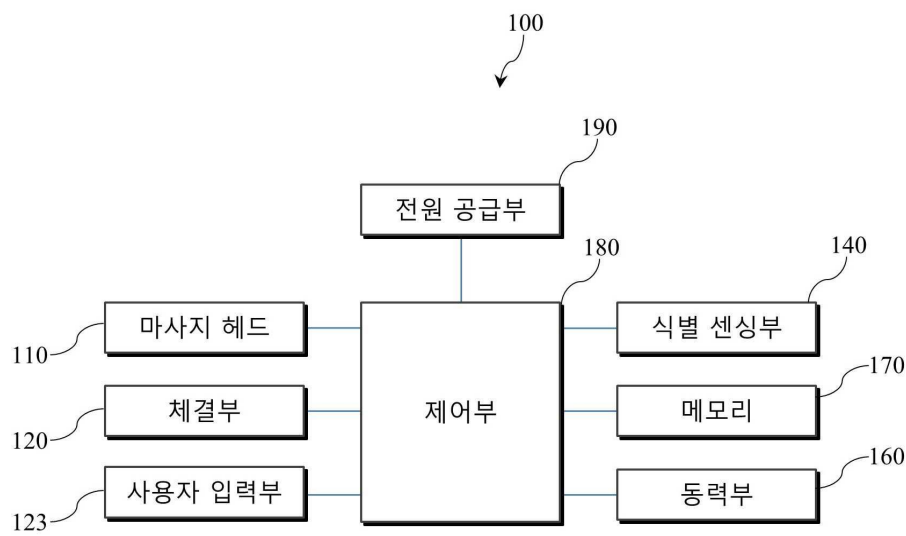 100
190
전원 공급부
180
140
마사지 헤드
식별 센싱부
110
170
체결부
제어부
메모리
120
160
사용자 입력부
동력부
123